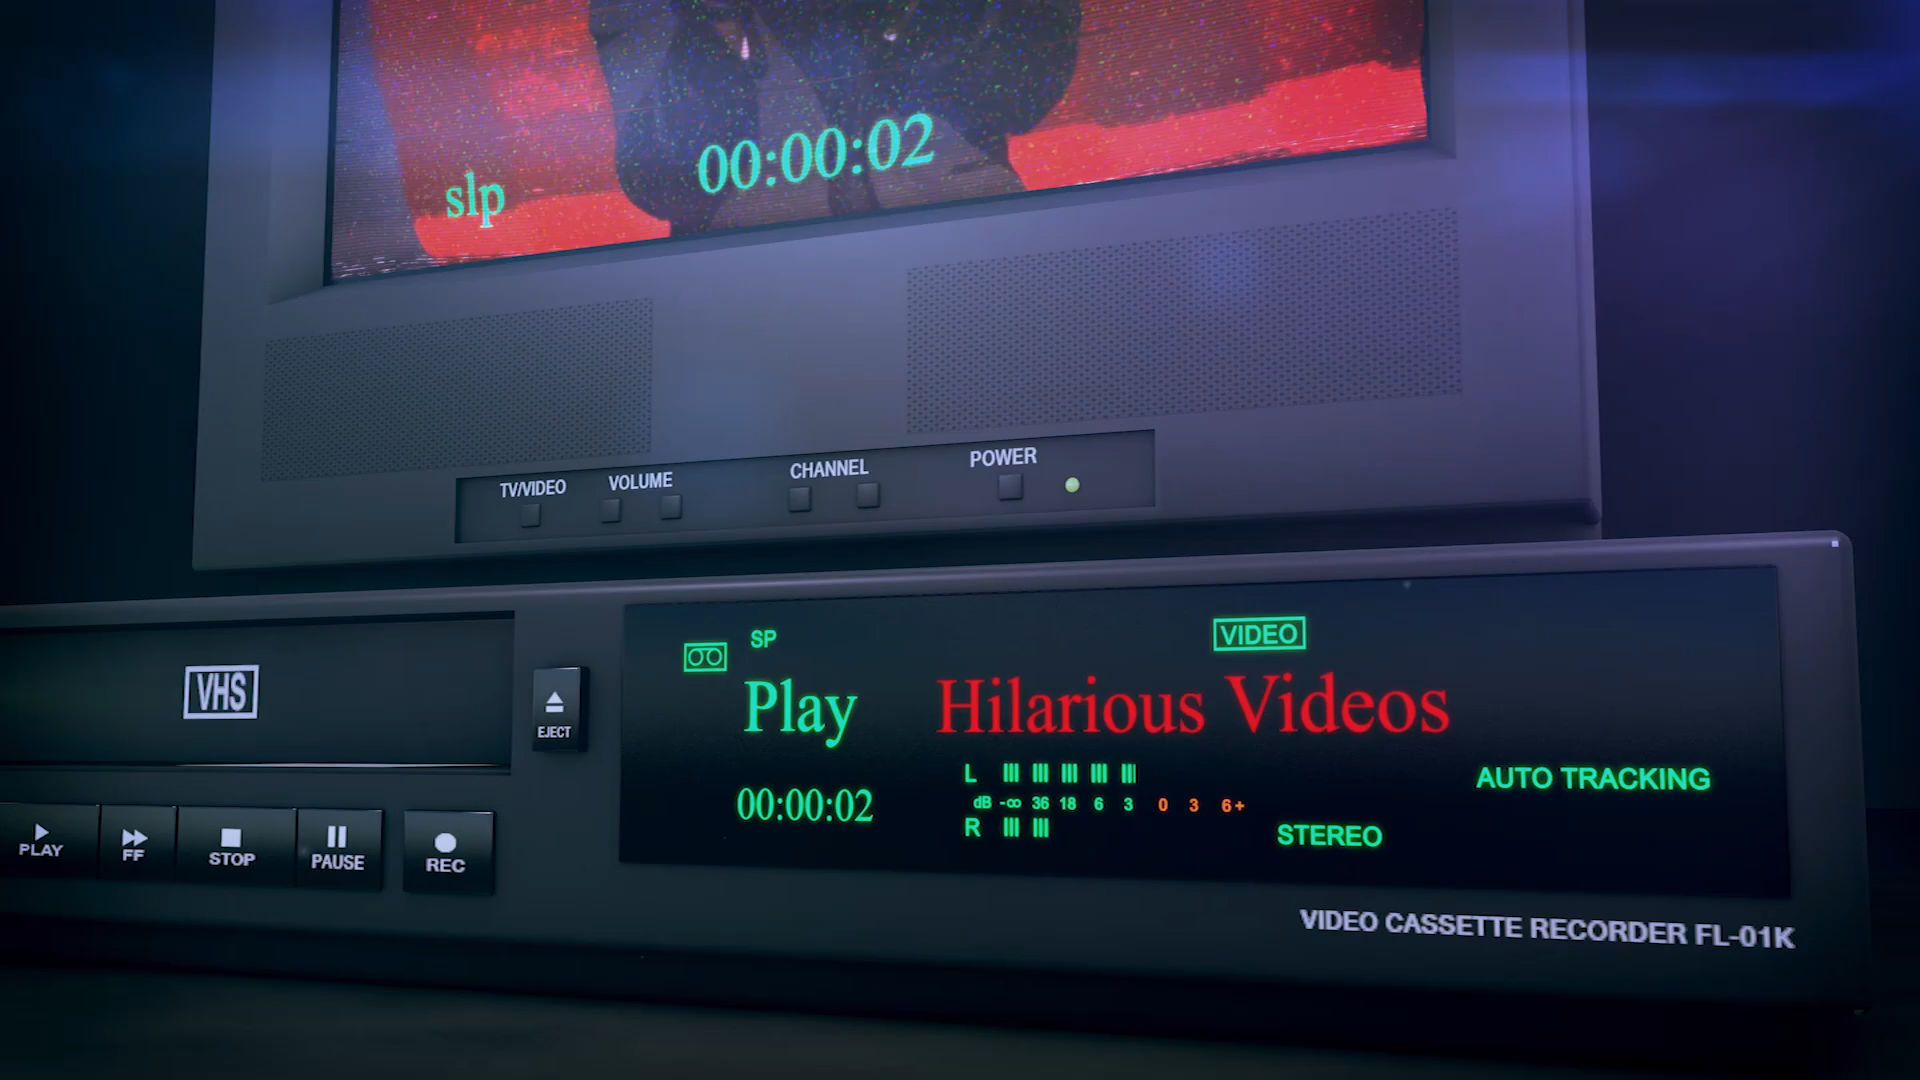 slp
00:00:02
TV/VIDEO VOLUME CHANNEL POWER
VHS
EJECT
SP
VIDEO
Play Hilarious Videos
00:00:02
L
dB -∞ 36 18 6 3 0 3 6+
R
STEREO
AUTO TRACKING
PLAY FF STOP PAUSE REC
VIDEO CASSETTE RECORDER FL-01K